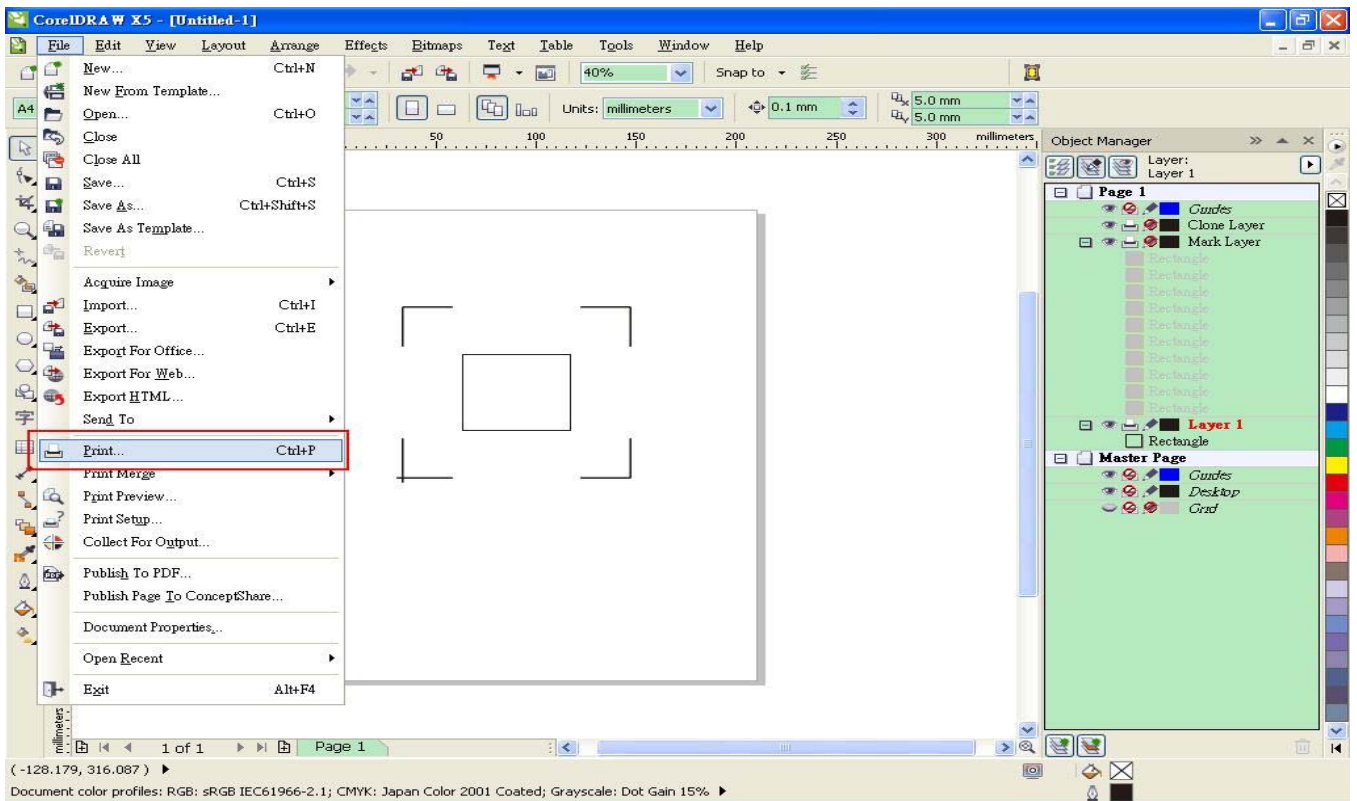 CorelDRAW X5 - [Untitled-1]
File Edit View Layout Arrange Effects Bitmaps Text Table Tools Window Help
40% Snap to
A4 Units: millimeters 0.1 mm 5.0 mm
5.0 mm
50 100 150 200 250 300 millimeters
New... Ctrl+N
New From Template...
Open... Ctrl+O
Close
Close All
Save... Ctrl+S
Save As... Ctrl+Shift+S
Save As Template...
Revert
Acquire Image
Import... Ctrl+I
Export... Ctrl+E
Export For Office...
Export For Web...
Export HTML...
Send To
Print... Ctrl+P
Print Merge
Print Preview...
Print Setup...
Collect For Output...
Publish To PDF...
Publish Page To ConceptShare...
Document Properties...
Open Recent
Exit Alt+F4
字
Object Manager
Layer:
Layer 1
Page 1
Guides
Clone Layer
Mark Layer
Rectangle
Rectangle
Rectangle
Rectangle
Rectangle
Rectangle
Rectangle
Rectangle
Rectangle
Rectangle
Layer 1
Rectangle
Master Page
Guides
Desktop
Grid
millimeters
1 of 1 Page 1
(-128.179, 316.087)
Document color profiles: RGB: sRGB IEC61966-2.1; CMYK: Japan Color 2001 Coated; Grayscale: Dot Gain 15%